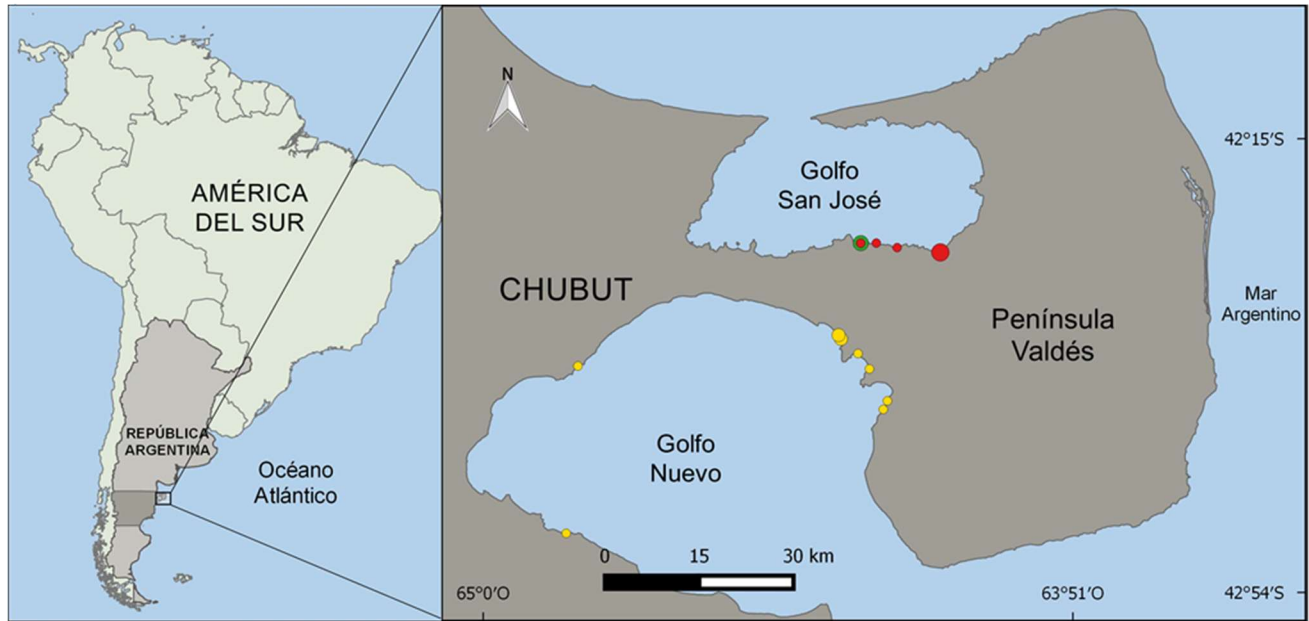 AMÉRICA
DEL SUR
REPÚBLICA
ARGENTINA
Océano
Atlántico
N
Golfo
San José
42°15'S
CHUBUT
Península
Valdés
Mar
Argentino
Golfo
Nuevo
0 15 30 km
65°0'O
63°51'O
42°54'S